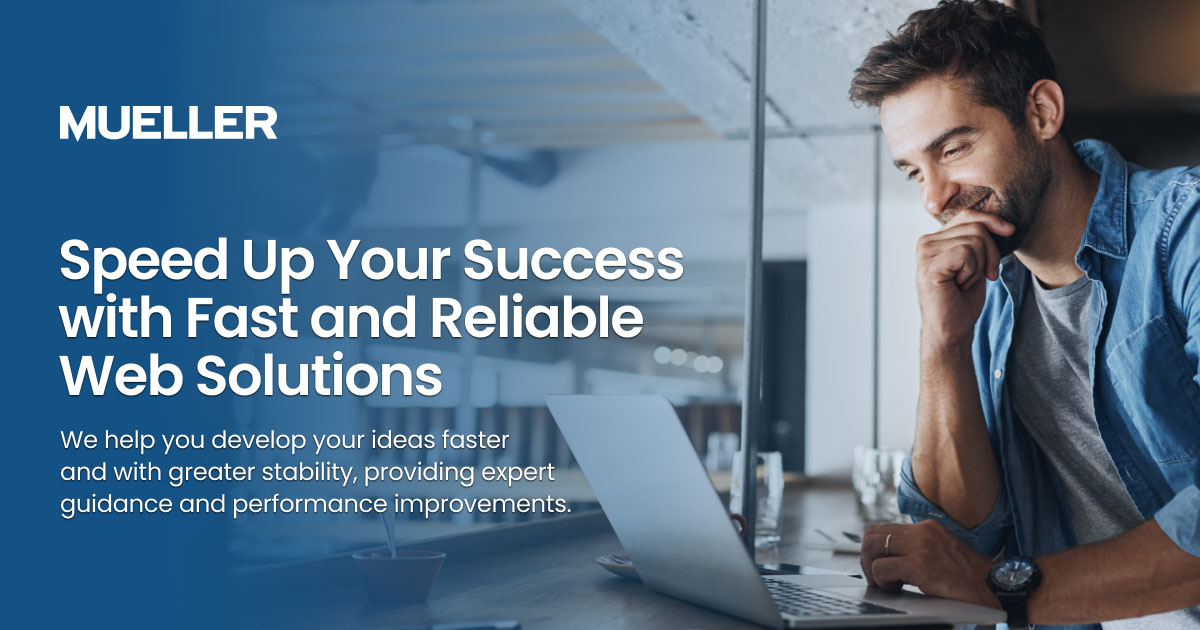 MUELLER
Speed Up Your Success
with Fast and Reliable
Web Solutions
We help you develop your ideas faster
and with greater stability, providing expert
guidance and performance improvements.